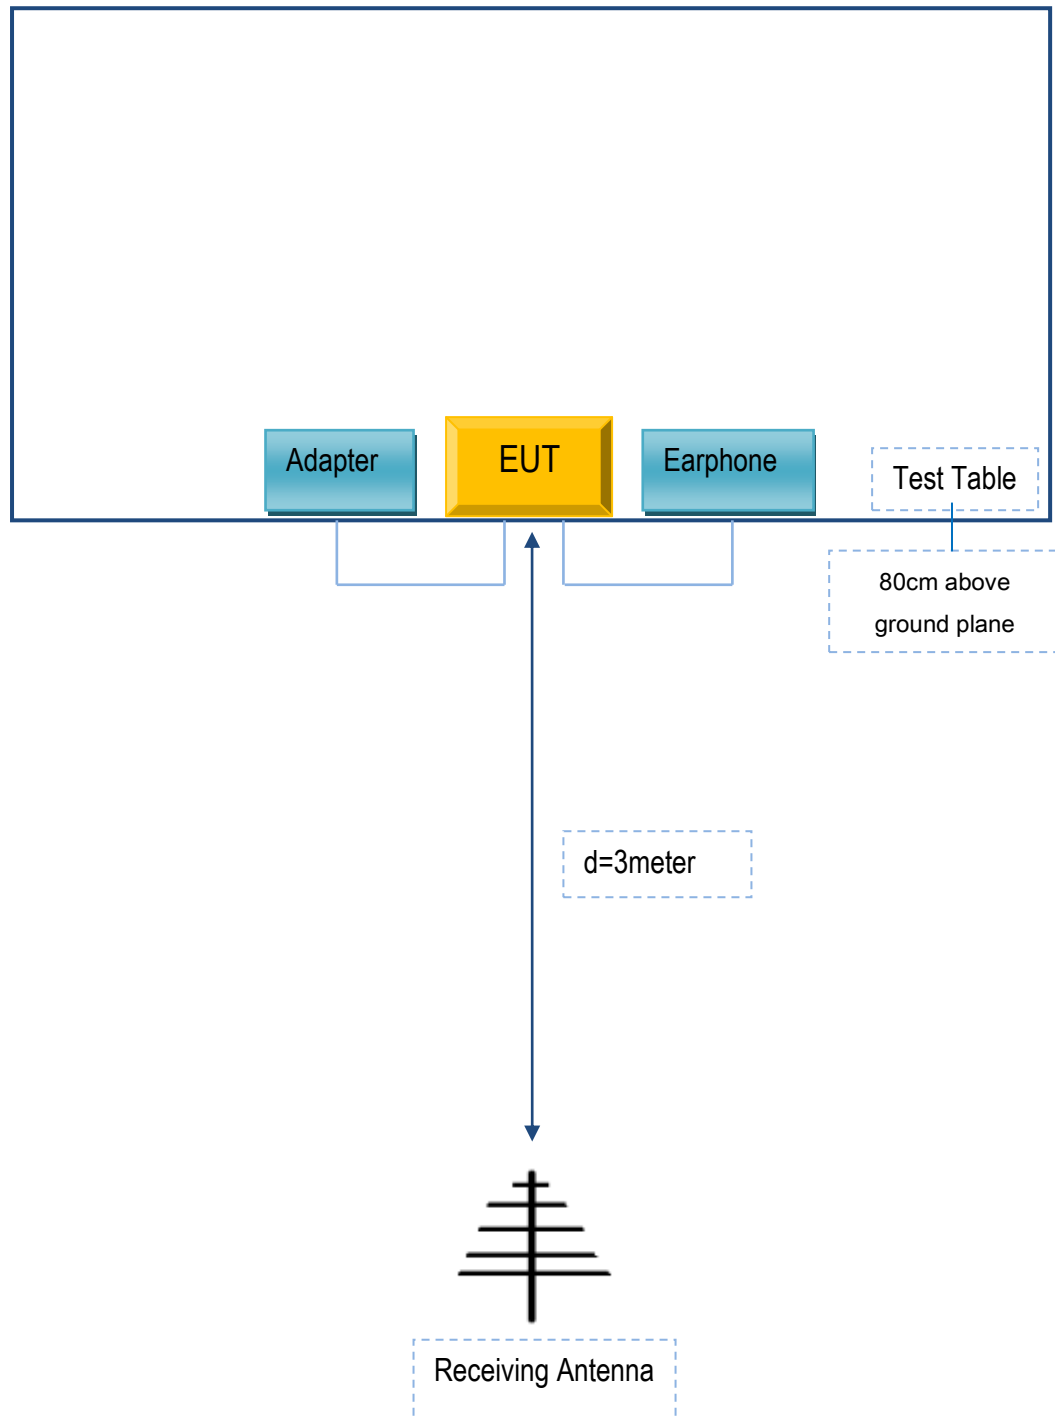 Adapter
EUT
Earphone
Test Table
80cm above
ground plane
d=3meter
Receiving Antenna